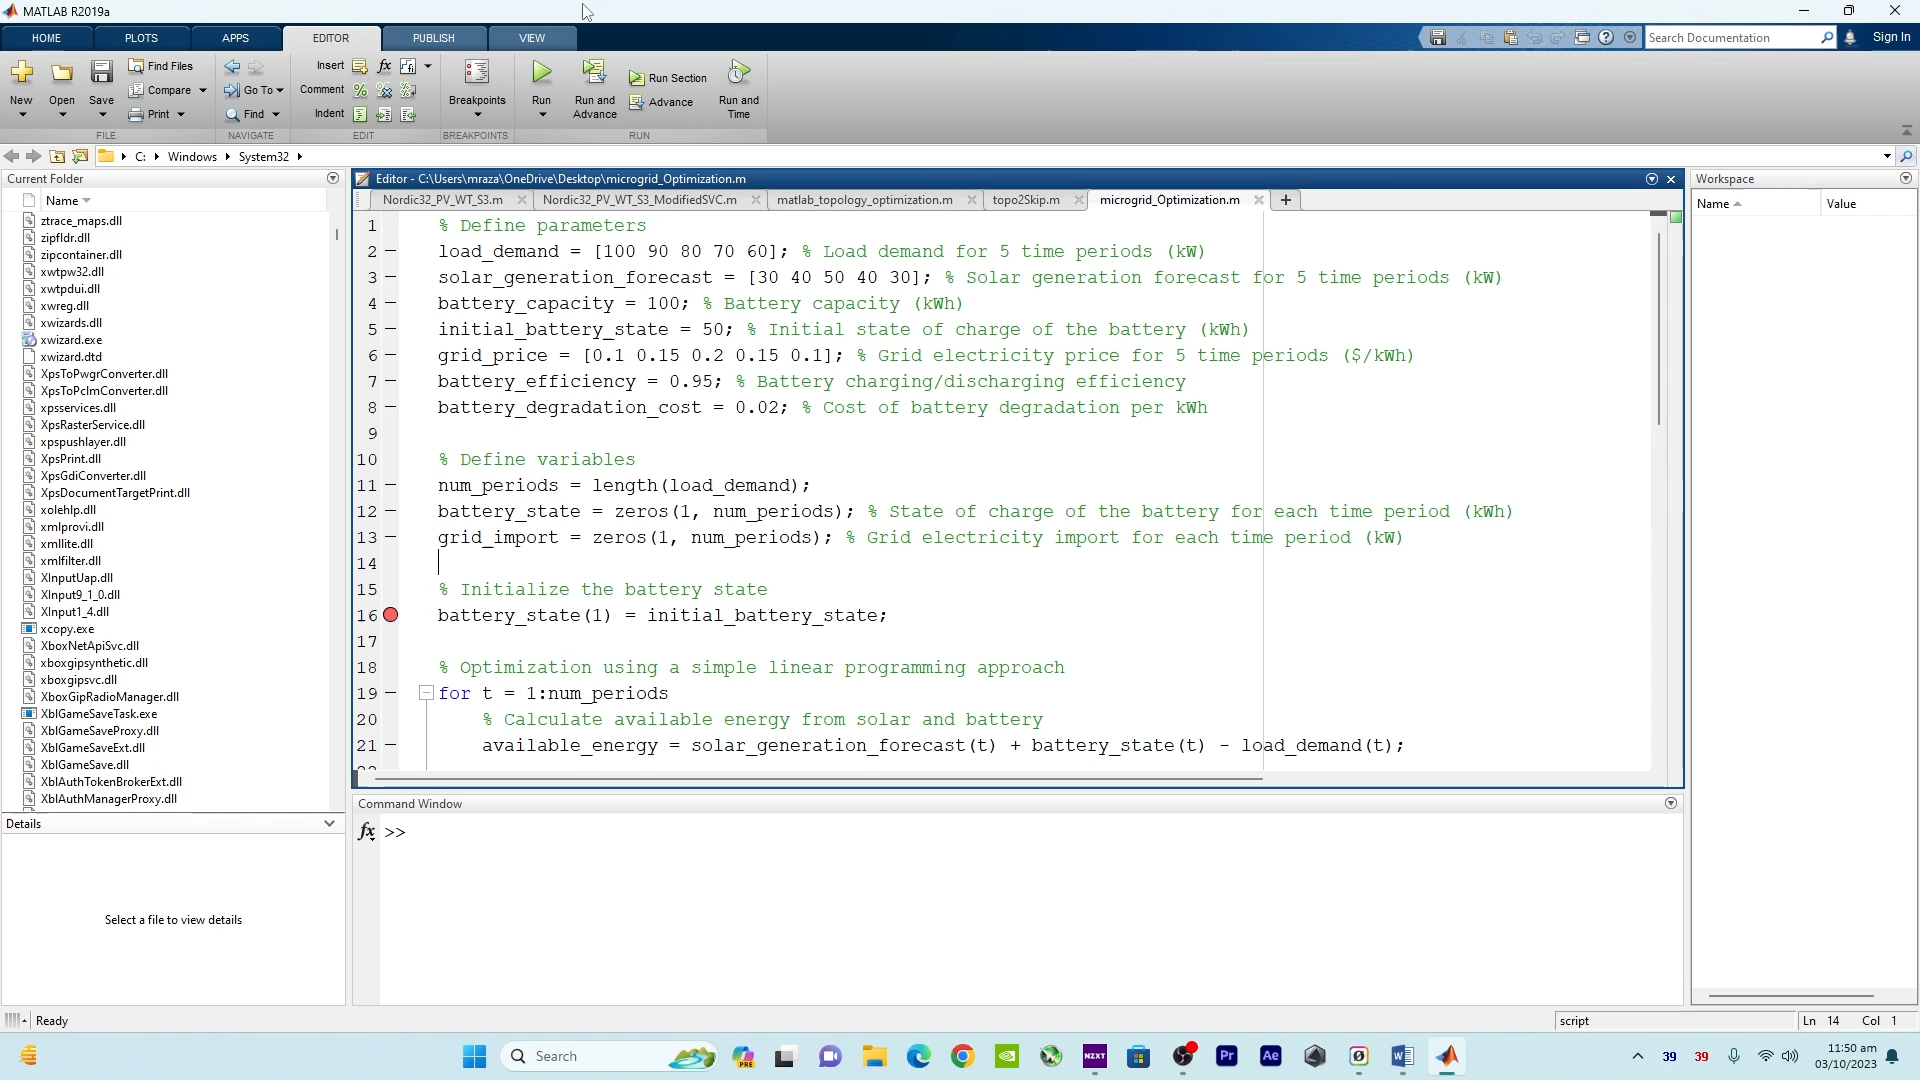 MATLAB R2019a
HOME PLOTS APPS EDITOR PUBLISH VIEW
Search Documentation
Sign In
New
Open
Save
Find Files
Compare
Print
FILE
Go To
Find
NAVIGATE
Insert
Comment
Indent
EDIT
Breakpoints
BREAKPOINTS
Run
Run and Advance
Run Section
Advance
Run and Time
RUN
C: Windows System32
Current Folder
Name
ztrace_maps.dll
zipfldr.dll
zipcontainer.dll
xwtpw32.dll
xwtpdui.dll
xwreg.dll
xwizards.dll
xwizard.exe
xwizard.dtd
XpsToPwgrConverter.dll
XpsToPclmConverter.dll
xpsservices.dll
XpsRasterService.dll
xpspushlayer.dll
XpsPrint.dll
XpsGdiConverter.dll
XpsDocumentTargetPrint.dll
xolehlp.dll
xmlprovi.dll
xmllite.dll
xmlfilter.dll
XInputUap.dll
XInput9_1_0.dll
XInput1_4.dll
xcopy.exe
XboxNetApiSvc.dll
xboxgipsynthetic.dll
xboxgipsvc.dll
XboxGipRadioManager.dll
XblGameSaveTask.exe
XblGameSaveProxy.dll
XblGameSaveExt.dll
XblGameSave.dll
XblAuthTokenBrokerExt.dll
XblAuthManagerProxy.dll
Details
Select a file to view details
Editor - C:\Users\mraza\OneDrive\Desktop\microgrid_Optimization.m
Nordic32_PV_WT_S3.m Nordic32_PV_WT_S3_ModifiedSVC.m matlab_topology_optimization.m topo2Skip.m microgrid_Optimization.m +
1 % Define parameters
2 load_demand = [100 90 80 70 60]; % Load demand for 5 time periods (kW)
3 solar_generation_forecast = [30 40 50 40 30]; % Solar generation forecast for 5 time periods (kW)
4 battery_capacity = 100; % Battery capacity (kWh)
5 initial_battery_state = 50; % Initial state of charge of the battery (kWh)
6 grid_price = [0.1 0.15 0.2 0.15 0.1]; % Grid electricity price for 5 time periods ($/kWh)
7 battery_efficiency = 0.95; % Battery charging/discharging efficiency
8 battery_degradation_cost = 0.02; % Cost of battery degradation per kWh
9
10 % Define variables
11 num_periods = length(load_demand);
12 battery_state = zeros(1, num_periods); % State of charge of the battery for each time period (kWh)
13 grid_import = zeros(1, num_periods); % Grid electricity import for each time period (kW)
14
15 % Initialize the battery state
16 battery_state(1) = initial_battery_state;
17
18 % Optimization using a simple linear programming approach
19 for t = 1:num_periods
20 % Calculate available energy from solar and battery
21 available_energy = solar_generation_forecast(t) + battery_state(t) - load_demand(t);
Command Window
fx >>
Workspace
Name Value
Ready
script
Ln 14 Col 1
Search
PRE
NZXT
Pr
Ae
39 39
11:50 am
03/10/2023